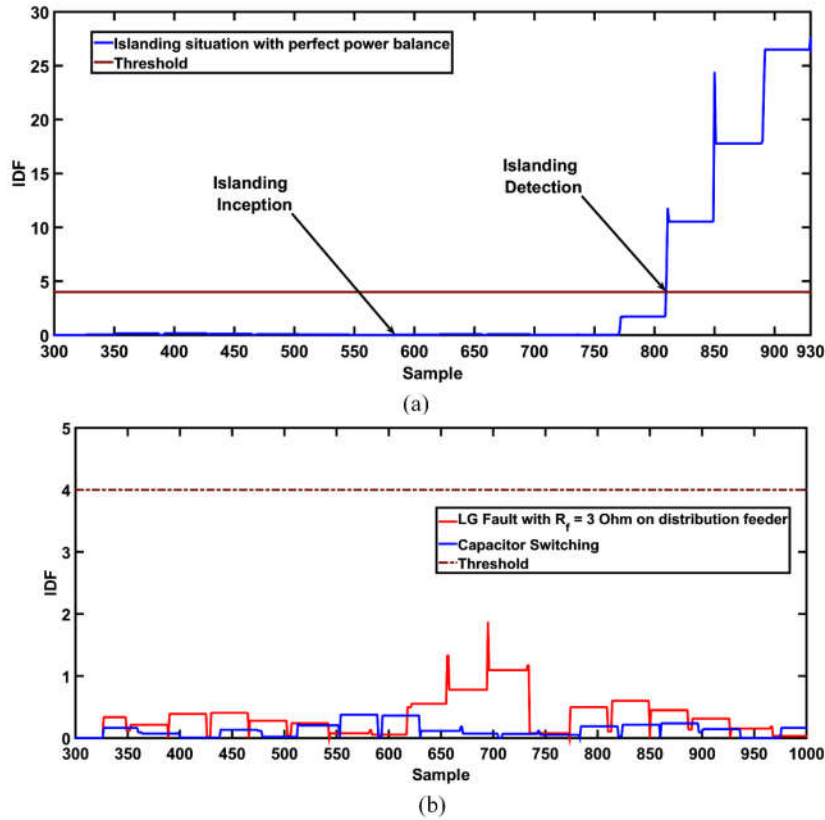 30
25
20
15
10
5
0
IDF
Islanding situation with perfect power balance
Threshold
Islanding
Inception
Islanding
Detection
300 350 400 450 500 550 600 650 700 750 800 850 900 930
Sample
(a)
5
4
3
2
1
0
IDF
LG Fault with R_f = 3 Ohm on distribution feeder
Capacitor Switching
Threshold
300 350 400 450 500 550 600 650 700 750 800 850 900 950 1000
Sample
(b)